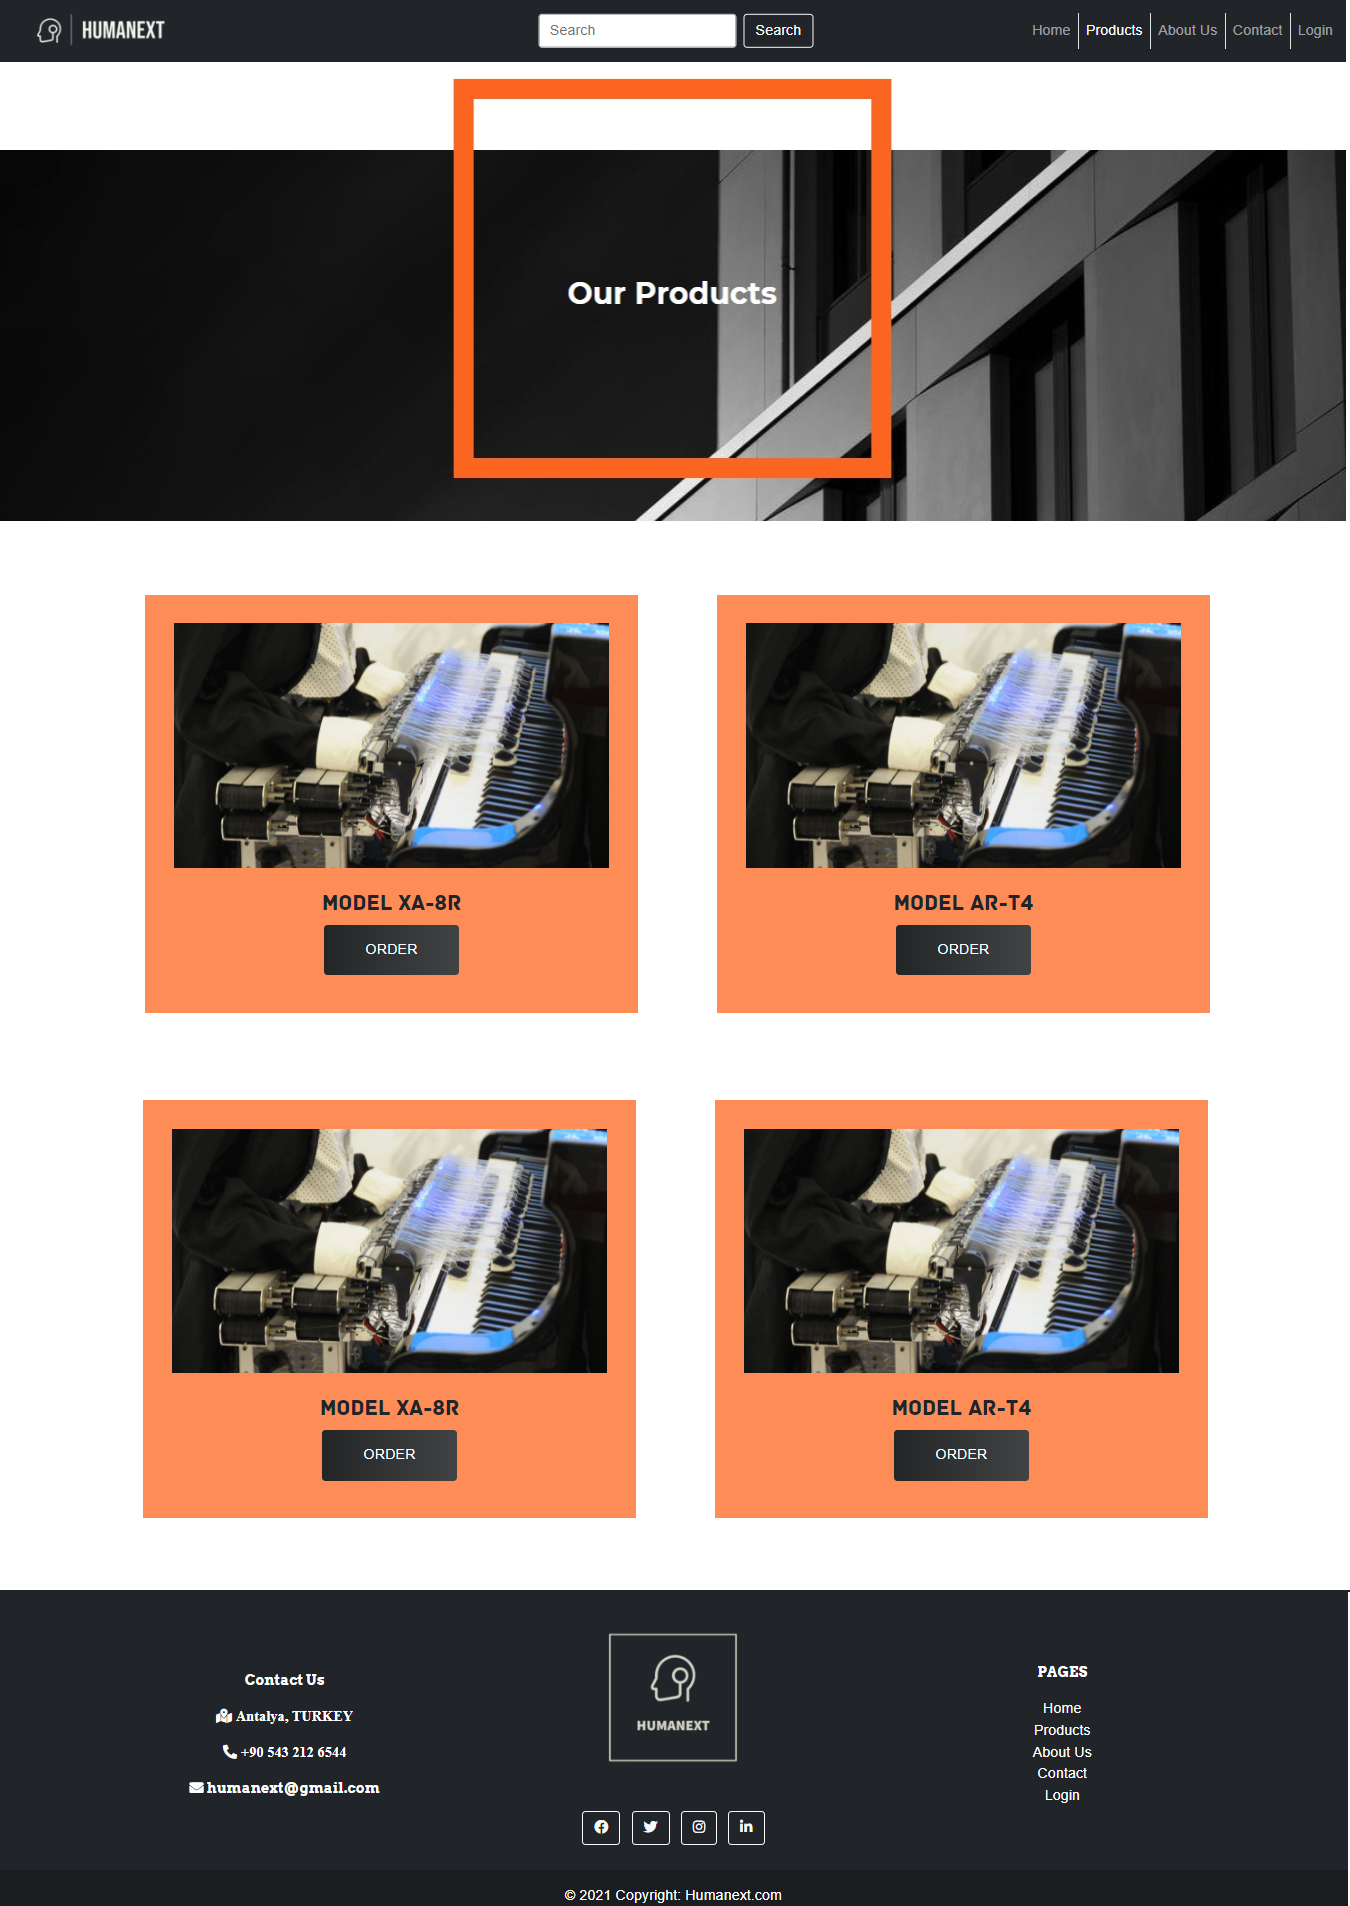 HUMANEXT
Search
Search
Home
Products
About Us
Contact
Login
Our Products
MODEL XA-8R
ORDER
MODEL AR-T4
ORDER
MODEL XA-8R
ORDER
MODEL AR-T4
ORDER
Contact Us
Antalya, TURKEY
+90 543 212 6544
humanext@gmail.com
HUMANEXT
PAGES
Home
Products
About Us
Contact
Login
© 2021 Copyright: Humanext.com